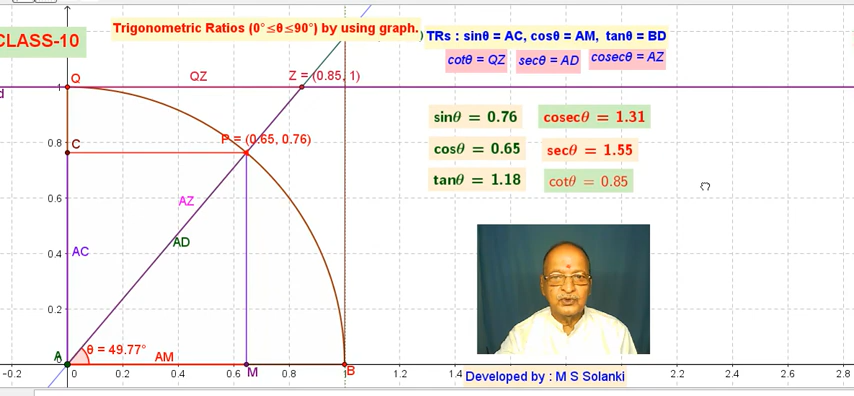 CLASS-10
Trigonometric Ratios (0°≤θ≤90°) by using graph.
) TRs : sinθ = AC, cosθ = AM, tanθ = BD
cotθ = QZ secθ = AD cosecθ = AZ
Q
QZ
Z = (0.85, 1)
d
1
sinθ = 0.76 cosecθ = 1.31
0.8
C
P = (0.65, 0.76)
cosθ = 0.65 secθ = 1.55
tanθ = 1.18 cotθ = 0.85
0.6
AZ
AD
0.4
AC
0.2
A
θ = 49.77°
AM
M
B
0
-0.2 0 0.2 0.4 0.6 0.8 1 1.4 2.2 2.4 2.6 2.8
Developed by : M S Solanki